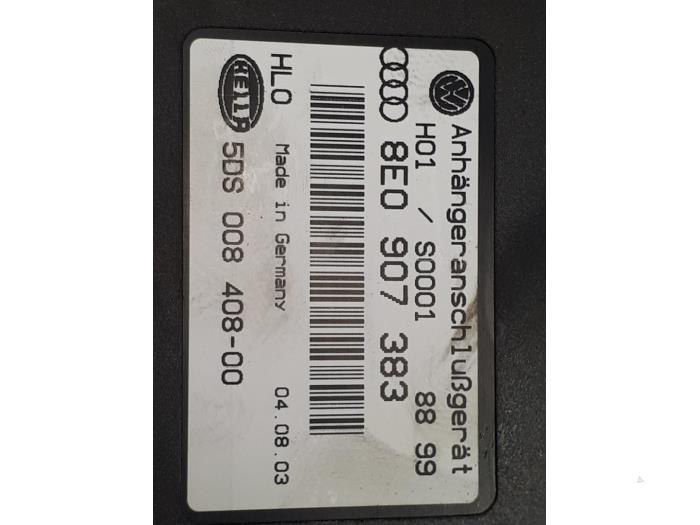 Anhängeranschlußgerät
H01 / S0001 88 99
8E0 907 383
HLO Made in Germany 04.08.03
HELLA 5DS 008 408-00